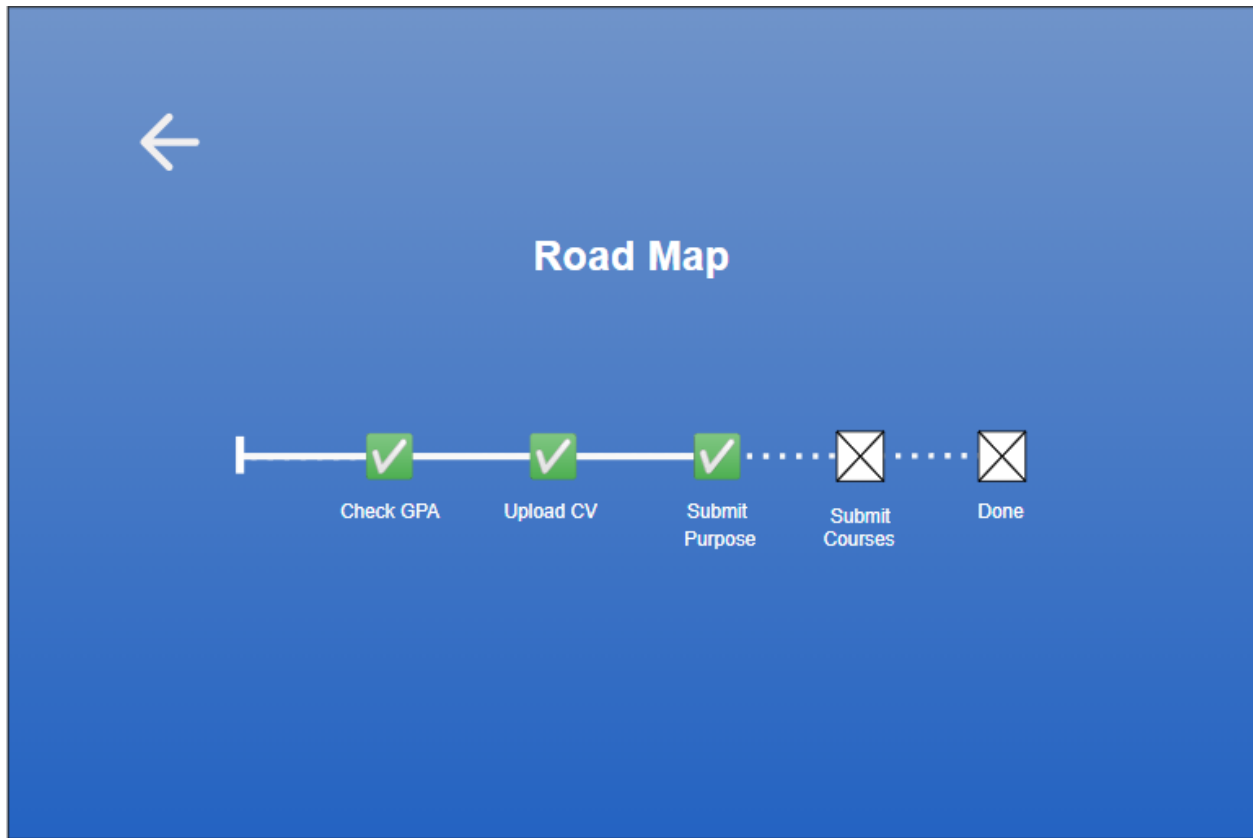 Road Map
Check GPA
Upload CV
Submit
Purpose
Submit
Courses
Done